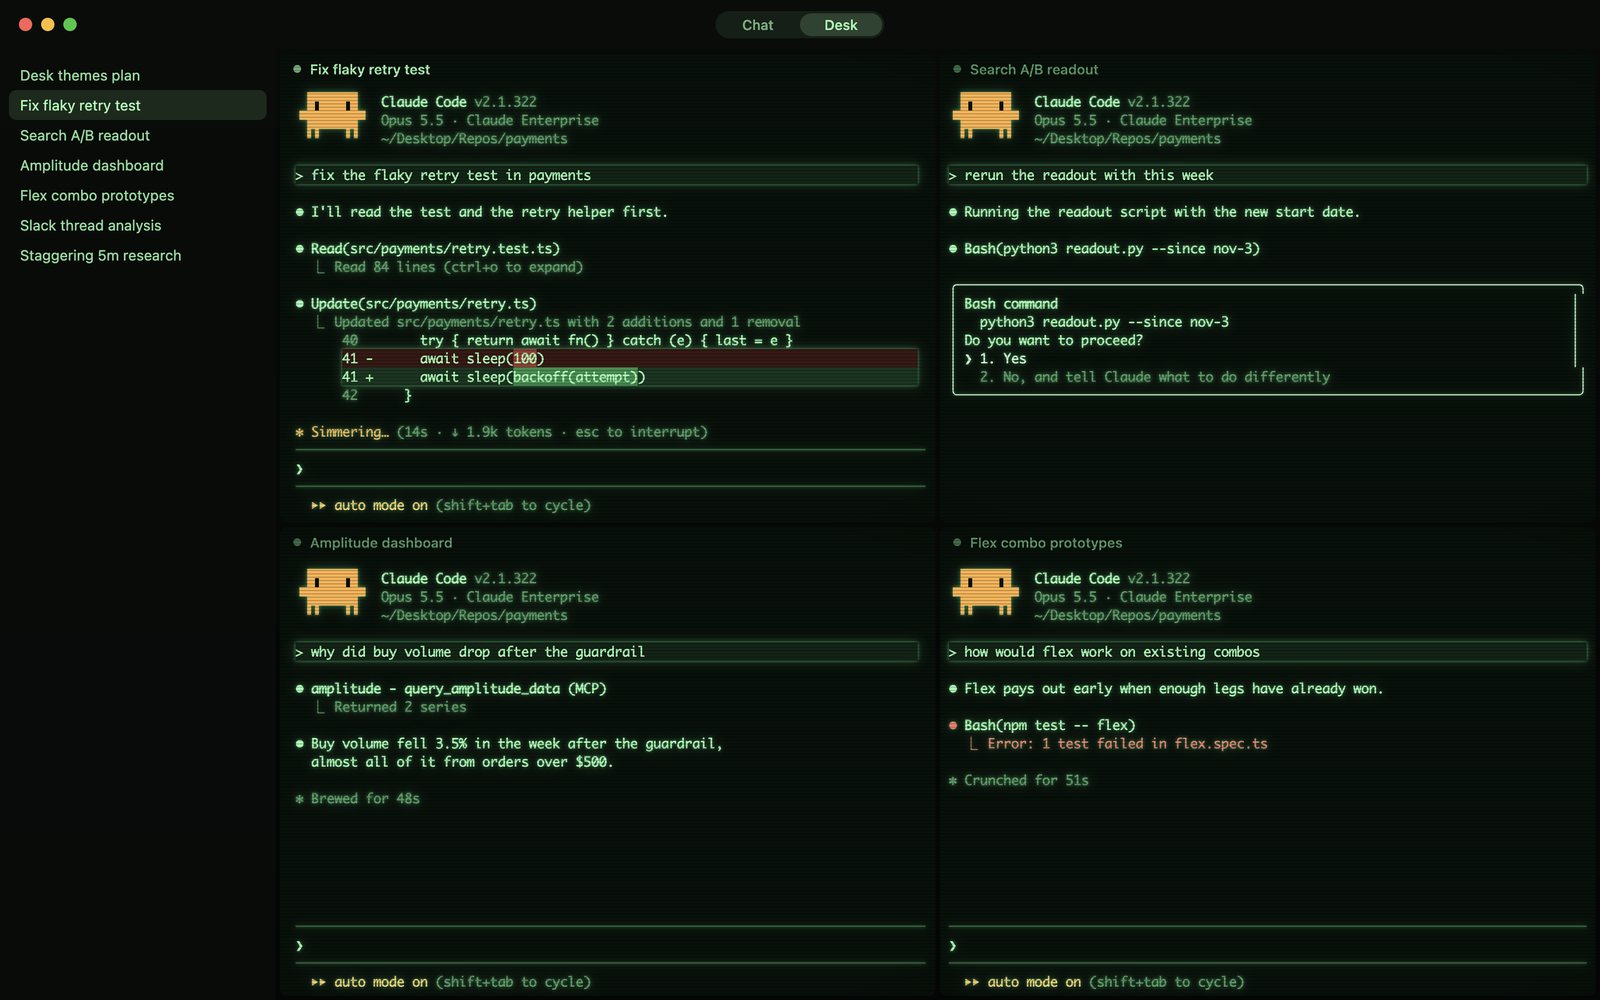 Chat
Desk
Desk themes plan
Fix flaky retry test
Search A/B readout
Amplitude dashboard
Flex combo prototypes
Slack thread analysis
Staggering 5m research
Fix flaky retry test
Claude Code v2.1.322
Opus 5.5 · Claude Enterprise
~/Desktop/Repos/payments
> fix the flaky retry test in payments
● I'll read the test and the retry helper first.
● Read(src/payments/retry.test.ts)
⎿ Read 84 lines (ctrl+o to expand)
● Update(src/payments/retry.ts)
⎿ Updated src/payments/retry.ts with 2 additions and 1 removal
40 try { return await fn() } catch (e) { last = e }
41 - await sleep(100)
41 + await sleep(backoff(attempt))
42 }
✻ Simmering… (14s · ↓ 1.9k tokens · esc to interrupt)
❯
▸▸ auto mode on (shift+tab to cycle)
Search A/B readout
Claude Code v2.1.322
Opus 5.5 · Claude Enterprise
~/Desktop/Repos/payments
> rerun the readout with this week
● Running the readout script with the new start date.
● Bash(python3 readout.py --since nov-3)
Bash command
python3 readout.py --since nov-3
Do you want to proceed?
❯ 1. Yes
2. No, and tell Claude what to do differently
Amplitude dashboard
Claude Code v2.1.322
Opus 5.5 · Claude Enterprise
~/Desktop/Repos/payments
> why did buy volume drop after the guardrail
● amplitude - query_amplitude_data (MCP)
⎿ Returned 2 series
● Buy volume fell 3.5% in the week after the guardrail,
almost all of it from orders over $500.
✻ Brewed for 48s
❯
▸▸ auto mode on (shift+tab to cycle)
Flex combo prototypes
Claude Code v2.1.322
Opus 5.5 · Claude Enterprise
~/Desktop/Repos/payments
> how would flex work on existing combos
● Flex pays out early when enough legs have already won.
● Bash(npm test -- flex)
⎿ Error: 1 test failed in flex.spec.ts
✻ Crunched for 51s
❯
▸▸ auto mode on (shift+tab to cycle)